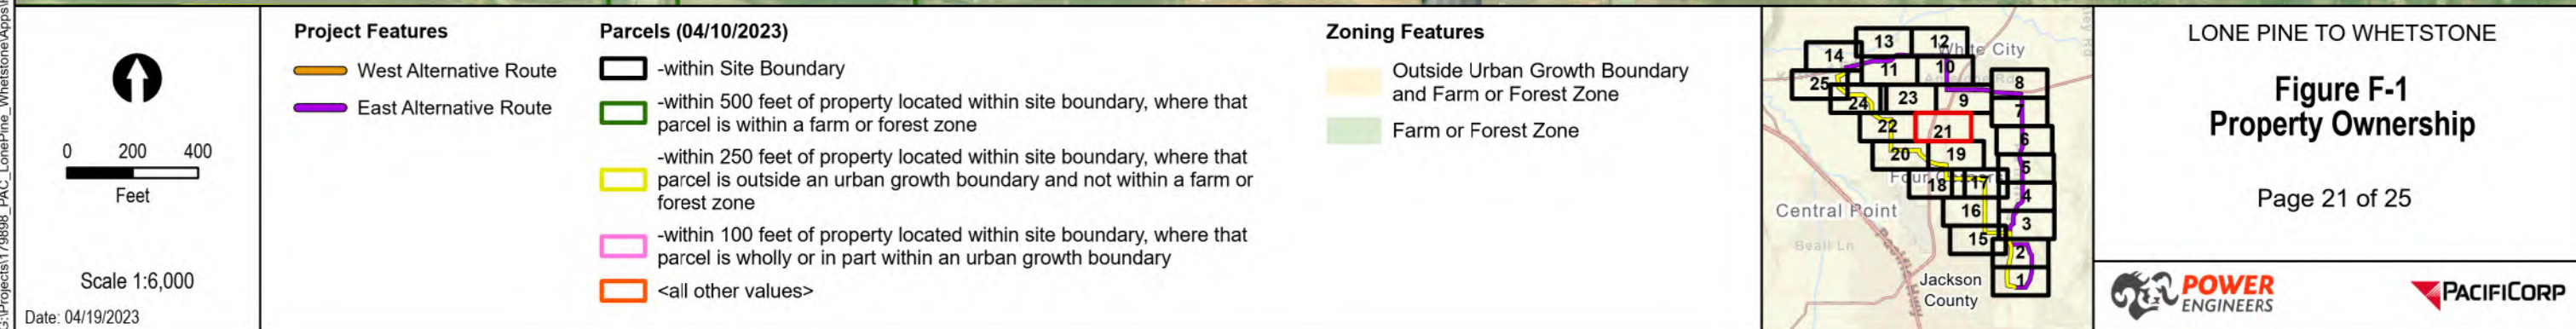 G:\Projects\179898_PAC_LonePine_Whetstone\Apps\
0 200 400
Feet
Scale 1:6,000
Date: 04/19/2023
Project Features
West Alternative Route
East Alternative Route
Parcels (04/10/2023)
-within Site Boundary
-within 500 feet of property located within site boundary, where that
parcel is within a farm or forest zone
-within 250 feet of property located within site boundary, where that
parcel is outside an urban growth boundary and not within a farm or
forest zone
-within 100 feet of property located within site boundary, where that
parcel is wholly or in part within an urban growth boundary
<all other values>
Zoning Features
Outside Urban Growth Boundary
and Farm or Forest Zone
Farm or Forest Zone
13 12
White City
14
11 10
25 8
24 23 9
7
22 21
6
20 19
5
18 17
4
Central Point
16
3
Beall Ln
15
2
Pacific Hwy
Jackson
County
1
LONE PINE TO WHETSTONE
Figure F-1
Property Ownership
Page 21 of 25
POWER
ENGINEERS
PACIFICORP